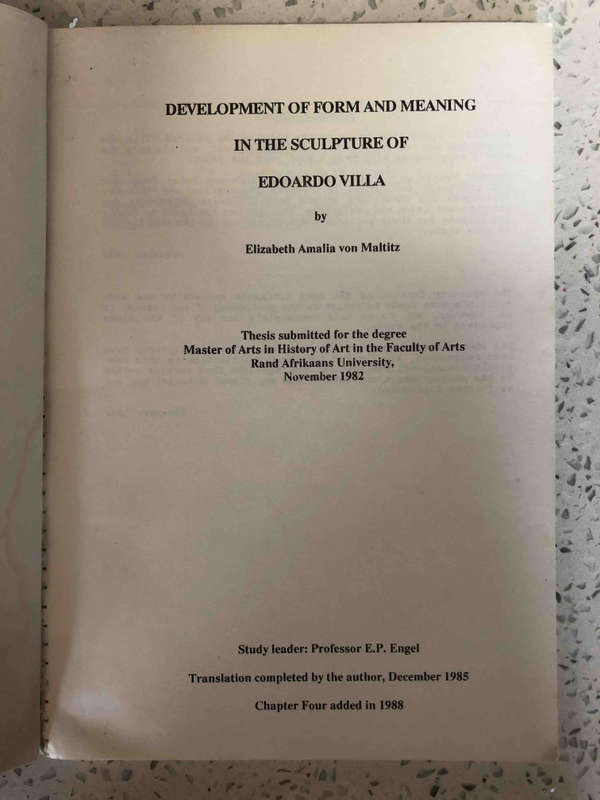 DEVELOPMENT OF FORM AND MEANING
IN THE SCULPTURE OF
EDOARDO VILLA
by
Elizabeth Amalia von Maltitz
Thesis submitted for the degree
Master of Arts in History of Art in the Faculty of Arts
Rand Afrikaans University,
November 1982
Study leader: Professor E.P. Engel
Translation completed by the author, December 1985
Chapter Four added in 1988